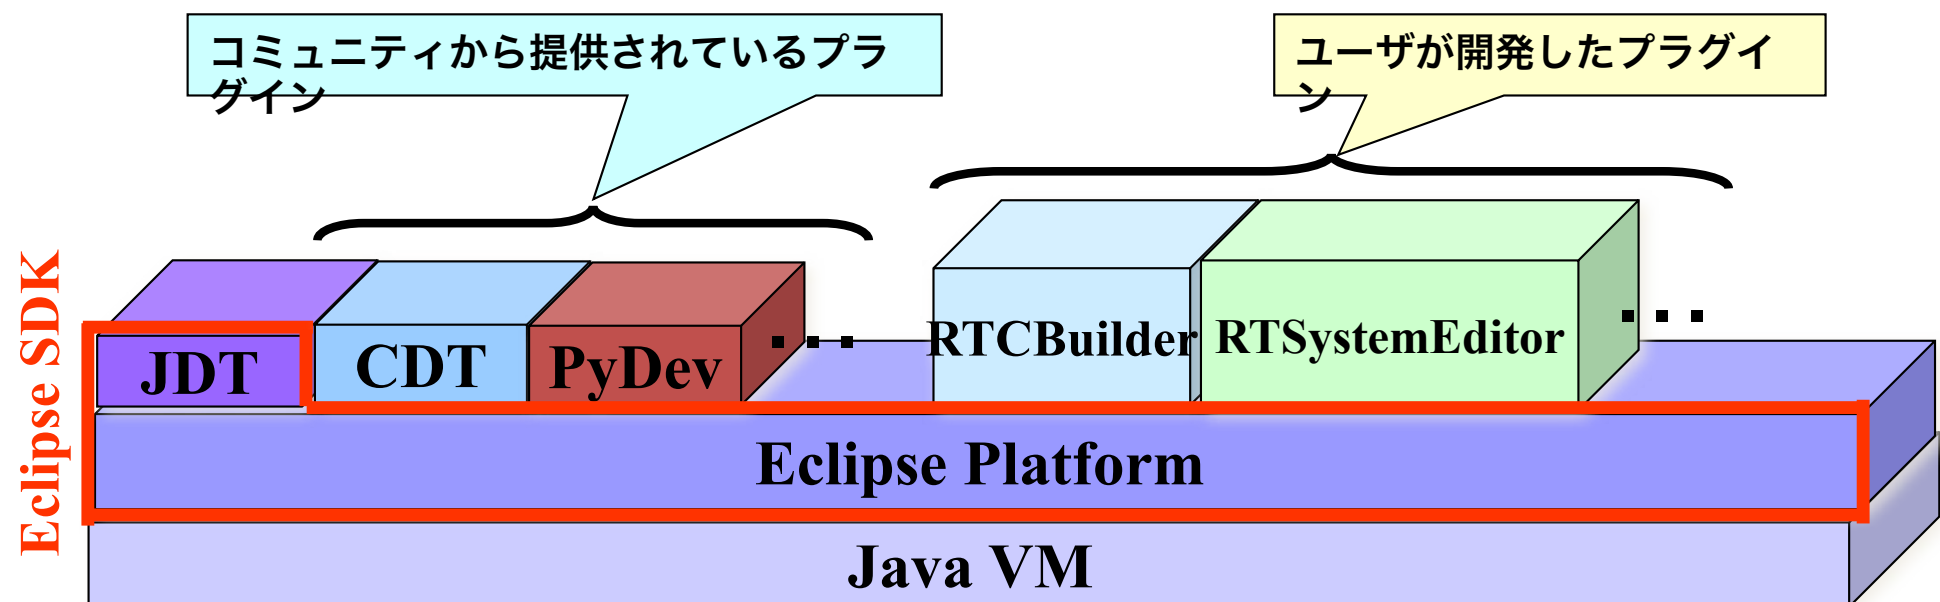 コミュニティから提供されているプラ
グイン
ユーザが開発したプラグイ
ン
Eclipse SDK
JDT
CDT
PyDev
...
RTCBuilder
RTSystemEditor
...
Eclipse Platform
Java VM